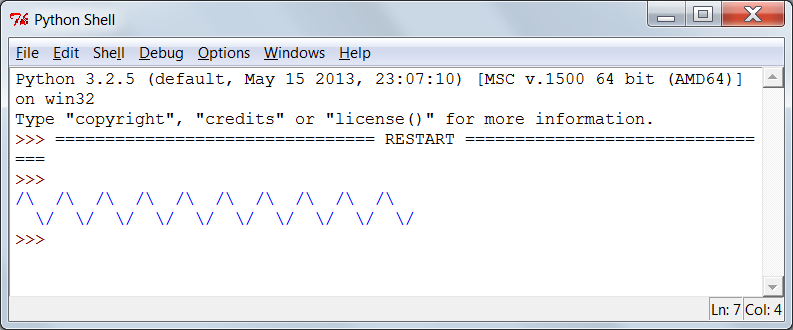 Python Shell
File Edit Shell Debug Options Windows Help
Python 3.2.5 (default, May 15 2013, 23:07:10) [MSC v.1500 64 bit (AMD64)]
on win32
Type "copyright", "credits" or "license()" for more information.
>>> ================================ RESTART =============================
===
>>>
/\  /\  /\  /\  /\  /\  /\  /\  /\  /\
  \/  \/  \/  \/  \/  \/  \/  \/  \/  \/
>>>
Ln: 7 Col: 4